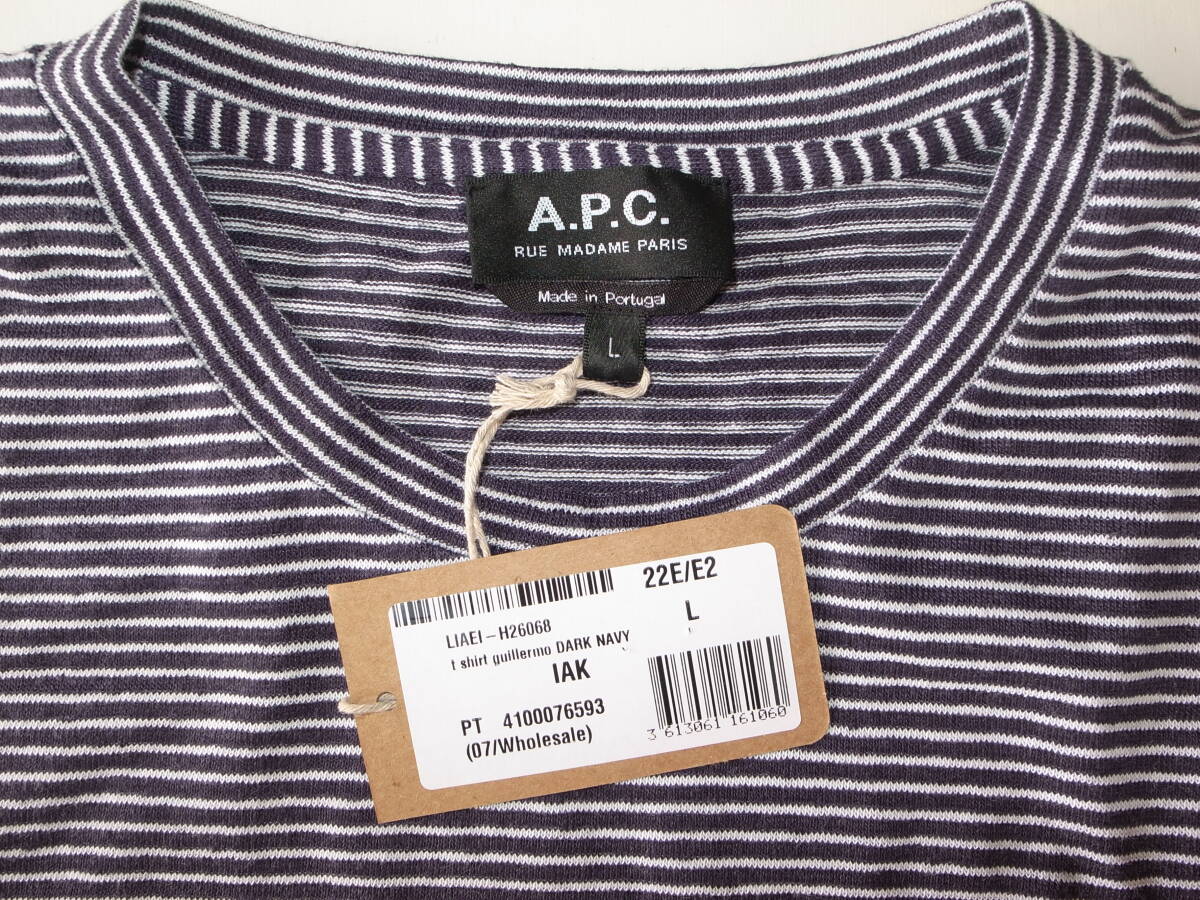 A.P.C.
RUE MADAME PARIS
Made in Portugal
L
22E/E2
LIAEI-H26068
L
t shirt guillermo DARK NAVY
IAK
PT 4100076593
(07/Wholesale)
3 613061 161060